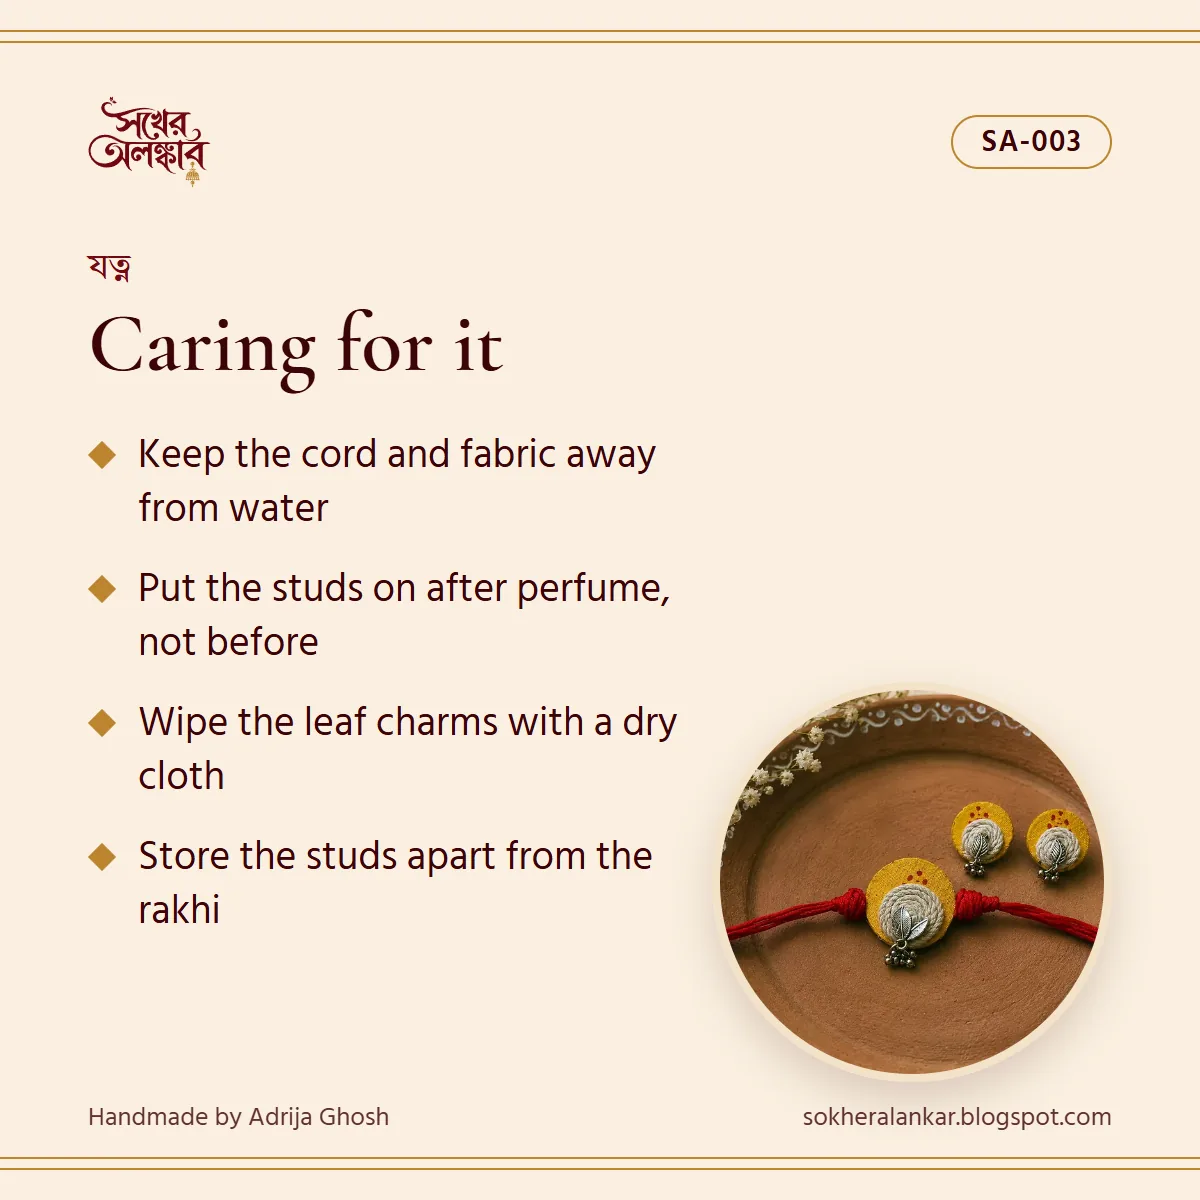 সখের
অলঙ্কার
SA-003
যত্ন
Caring for it
Keep the cord and fabric away
from water
Put the studs on after perfume,
not before
Wipe the leaf charms with a dry
cloth
Store the studs apart from the
rakhi
Handmade by Adrija Ghosh
sokheralankar.blogspot.com